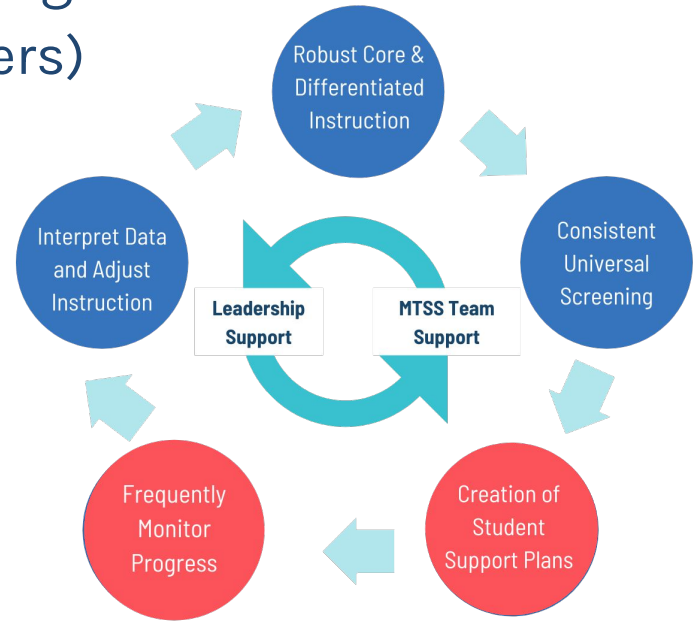 ers)
Robust Core &
Differentiated
Instruction
Consistent
Universal
Screening
Creation of
Student
Support Plans
Frequently
Monitor
Progress
Interpret Data
and Adjust
Instruction
Leadership
Support
MTSS Team
Support